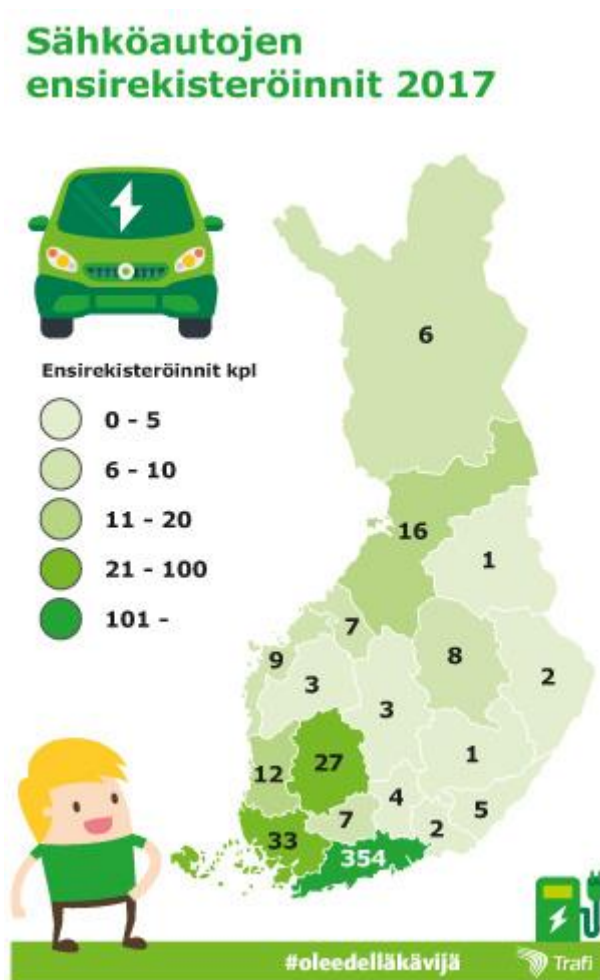 Sähköautojen
ensirekisteröinnit 2017
Ensirekisteröinnit kpl
0 - 5
6 - 10
11 - 20
21 - 100
101 -
6
16
1
7
8
9
2
3
3
27
1
12
4
5
7
2
33
354
#oleedelläkävijä
Trafi